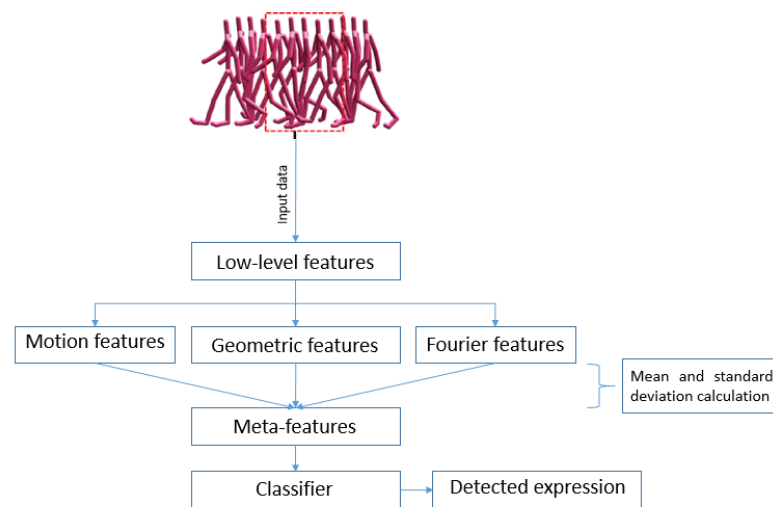 Input data
Low-level features
Motion features
Geometric features
Fourier features
Mean and standard
deviation calculation
Meta-features
Classifier
Detected expression